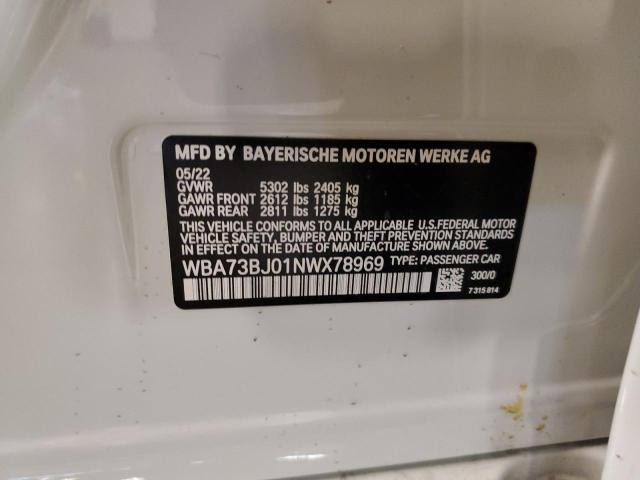 MFD BY BAYERISCHE MOTOREN WERKE AG
05/22
GVWR 5302 lbs 2405 kg
GAWR FRONT 2612 lbs 1185 kg
GAWR REAR 2811 lbs 1275 kg
THIS VEHICLE CONFORMS TO ALL APPLICABLE U.S.FEDERAL MOTOR
VEHICLE SAFETY, BUMPER AND THEFT PREVENTION STANDARDS
IN EFFECT ON THE DATE OF MANUFACTURE SHOWN ABOVE.
WBA73BJ01NWX78969 TYPE: PASSENGER CAR
300/0
7 315 814